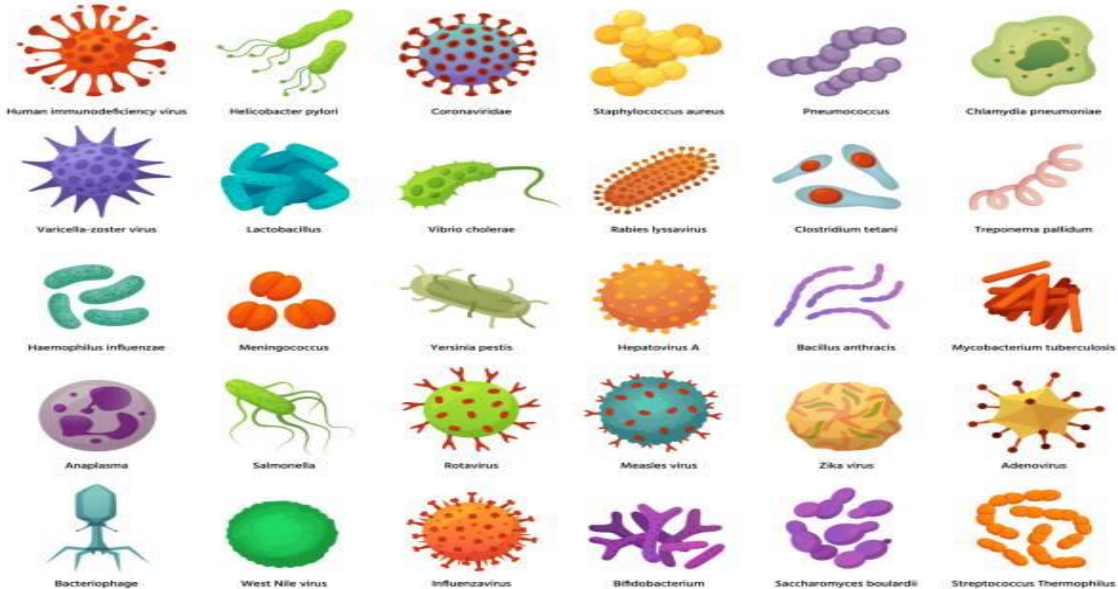 Human immunodeficiency virus
Helicobacter pylori
Coronaviridae
Staphylococcus aureus
Pneumococcus
Chlamydia pneumoniae
Varicella-zoster virus
Lactobacillus
Vibrio cholerae
Rabies lyssavirus
Clostridium tetani
Treponema pallidum
Haemophilus influenzae
Meningococcus
Yersinia pestis
Hepatovirus A
Bacillus anthracis
Mycobacterium tuberculosis
Anaplasma
Salmonella
Rotavirus
Measles virus
Zika virus
Adenovirus
Bacteriophage
West Nile virus
Influenzavirus
Bifidobacterium
Saccharomyces boulardii
Streptococcus Thermophilus